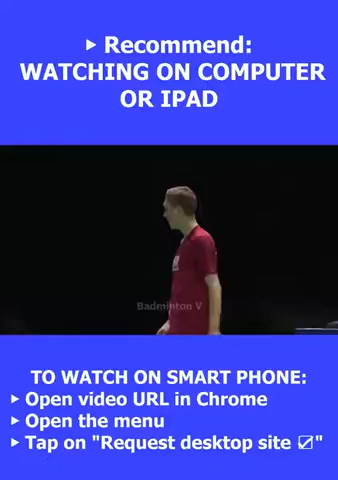 ▶ Recommend:
WATCHING ON COMPUTER
OR IPAD
Badminton V
TO WATCH ON SMART PHONE:
▶ Open video URL in Chrome
▶ Open the menu
▶ Tap on "Request desktop site ☑"